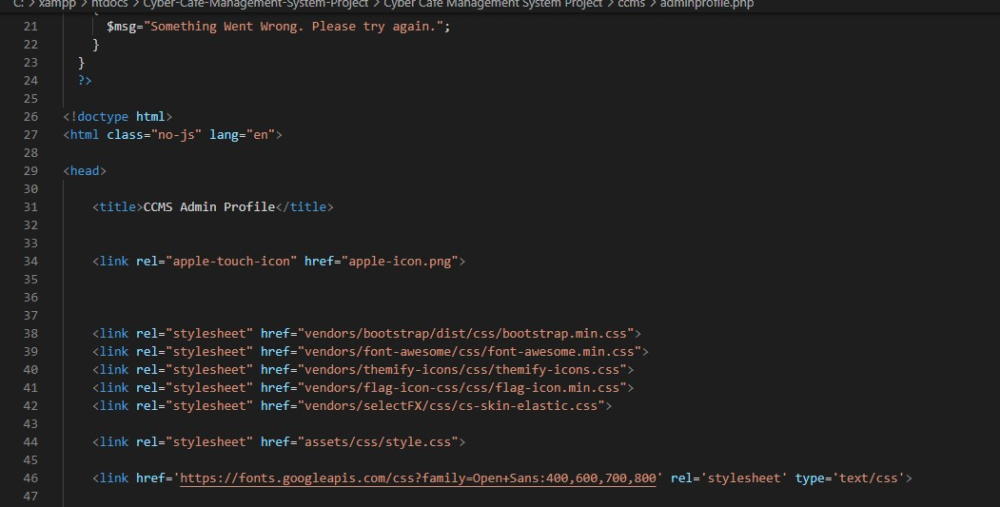 C: > xampp > htdocs > Cyber-Cafe-Management-System-Project > Cyber Cafe Management System Project > ccms > adminprofile.php
{
21 $msg="Something Went Wrong. Please try again.";
22 }
23 }
24 ?>
25
26 <!doctype html>
27 <html class="no-js" lang="en">
28
29 <head>
30
31 <title>CCMS Admin Profile</title>
32
33
34 <link rel="apple-touch-icon" href="apple-icon.png">
35
36
37
38 <link rel="stylesheet" href="vendors/bootstrap/dist/css/bootstrap.min.css">
39 <link rel="stylesheet" href="vendors/font-awesome/css/font-awesome.min.css">
40 <link rel="stylesheet" href="vendors/themify-icons/css/themify-icons.css">
41 <link rel="stylesheet" href="vendors/flag-icon-css/css/flag-icon.min.css">
42 <link rel="stylesheet" href="vendors/selectFX/css/cs-skin-elastic.css">
43
44 <link rel="stylesheet" href="assets/css/style.css">
45
46 <link href='https://fonts.googleapis.com/css?family=Open+Sans:400,600,700,800' rel='stylesheet' type='text/css'>
47